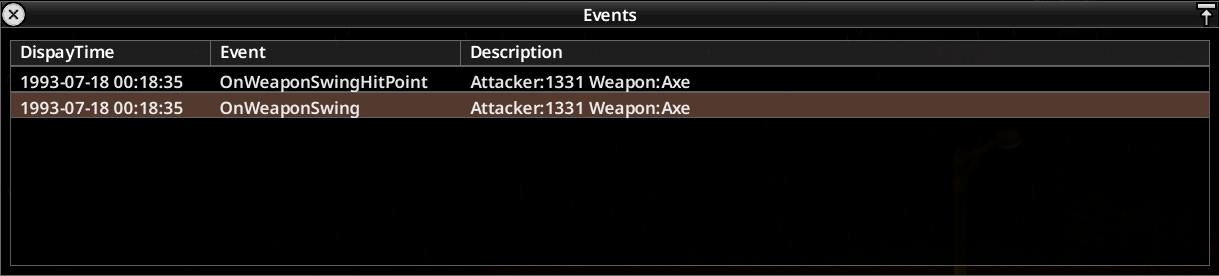 Events
DispayTime Event Description
1993-07-18 00:18:35 OnWeaponSwingHitPoint Attacker:1331 Weapon:Axe
1993-07-18 00:18:35 OnWeaponSwing Attacker:1331 Weapon:Axe